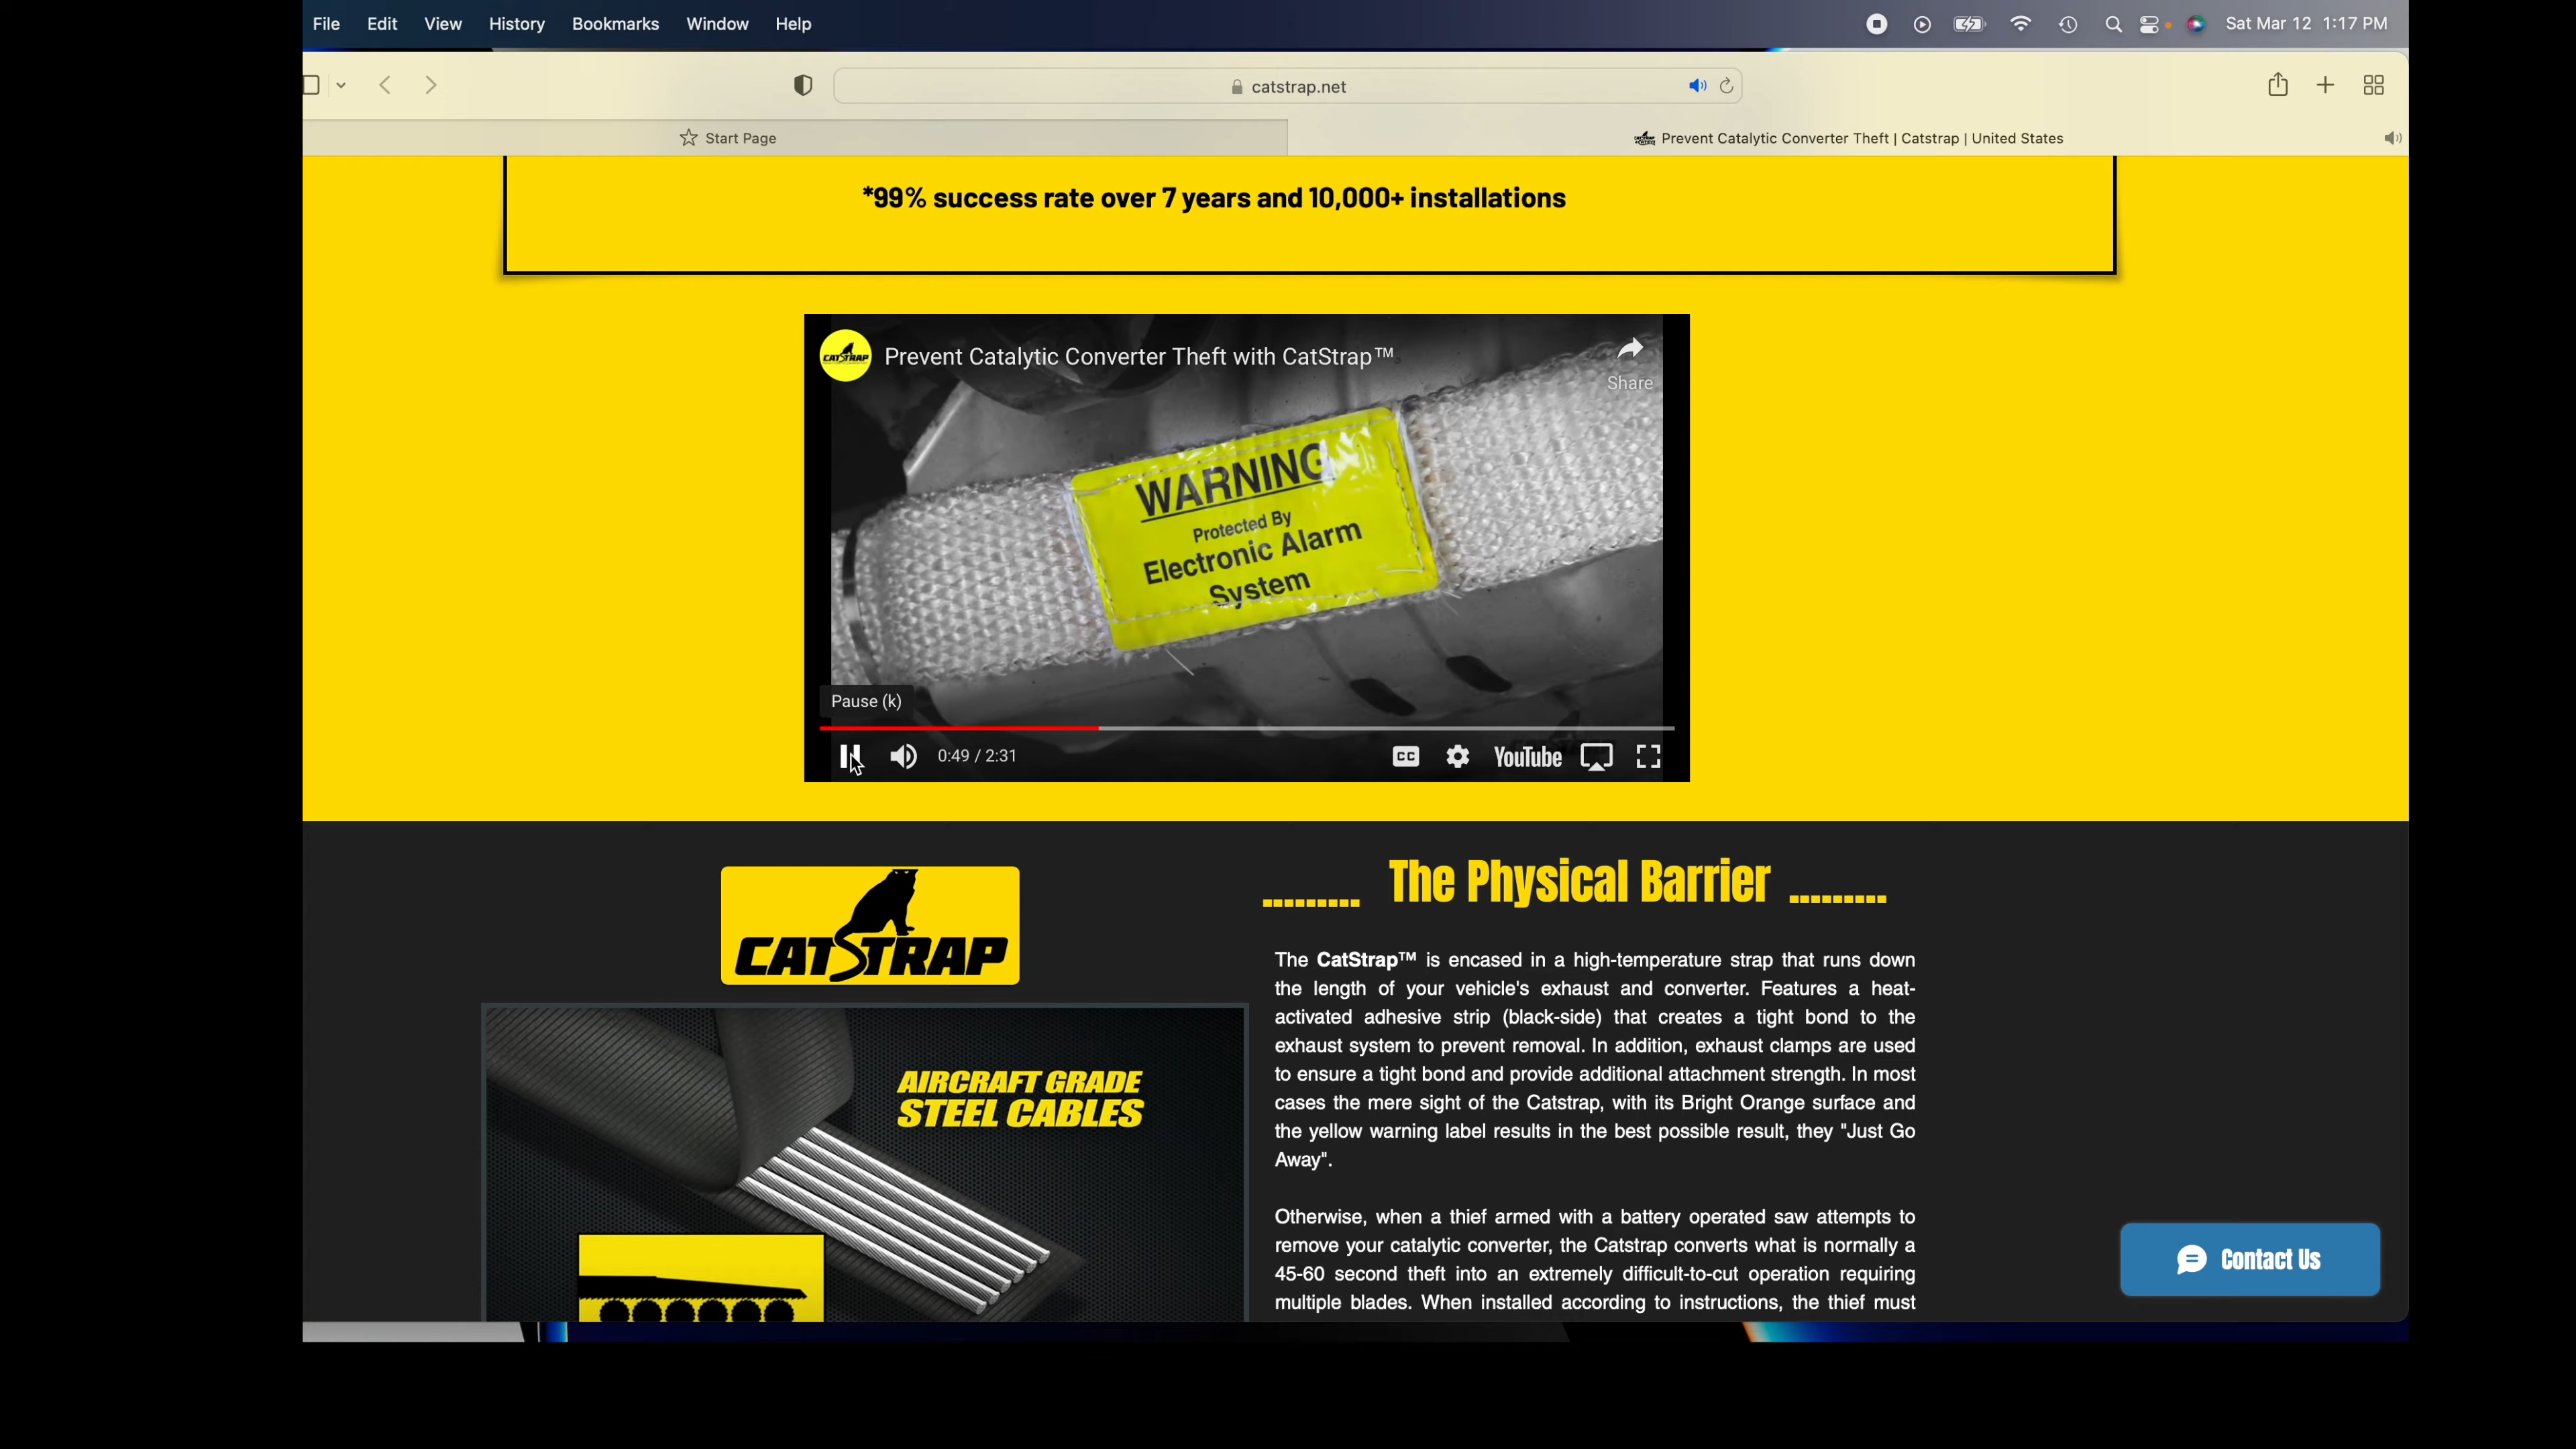 File Edit View History Bookmarks Window Help
Sat Mar 12 1:17 PM
catstrap.net
Start Page
Prevent Catalytic Converter Theft | Catstrap | United States
*99% success rate over 7 years and 10,000+ installations
CATSTRAP
Prevent Catalytic Converter Theft with CatStrap™
Share
WARNING
Protected By
Electronic Alarm
System
Pause (k)
0:49 / 2:31
CC
YouTube
CATSTRAP
AIRCRAFT GRADE
STEEL CABLES
......... The Physical Barrier .........
The CatStrap™ is encased in a high-temperature strap that runs down
the length of your vehicle's exhaust and converter. Features a heat-
activated adhesive strip (black-side) that creates a tight bond to the
exhaust system to prevent removal. In addition, exhaust clamps are used
to ensure a tight bond and provide additional attachment strength. In most
cases the mere sight of the Catstrap, with its Bright Orange surface and
the yellow warning label results in the best possible result, they "Just Go
Away".
Otherwise, when a thief armed with a battery operated saw attempts to
remove your catalytic converter, the Catstrap converts what is normally a
45-60 second theft into an extremely difficult-to-cut operation requiring
multiple blades. When installed according to instructions, the thief must
Contact Us